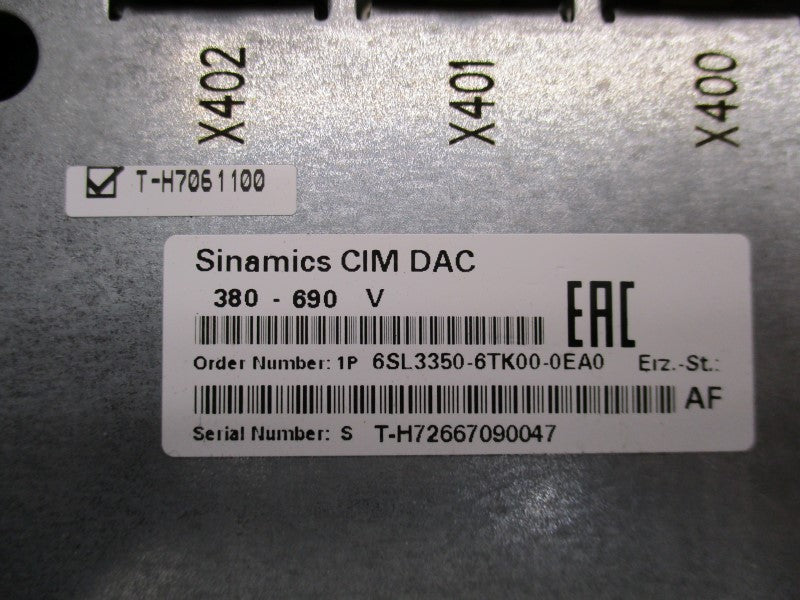 X402
X401
X400
T-H7061100
Sinamics CIM DAC
380 - 690 V
EAC
Order Number: 1P 6SL3350-6TK00-0EA0 Erz.-St.:
AF
Serial Number: S T-H72667090047